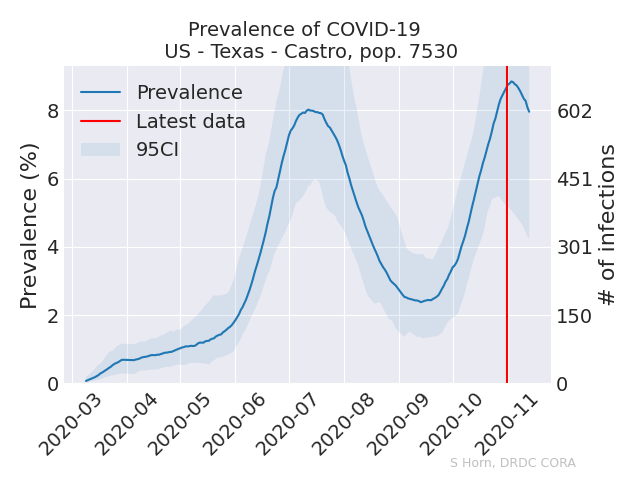 Prevalence of COVID-19
US - Texas - Castro, pop. 7530
Prevalence
Latest data
95CI
Prevalence (%)
8
6
4
2
0
602
451
301
150
0
# of infections
2020-03
2020-04
2020-05
2020-06
2020-07
2020-08
2020-09
2020-10
2020-11
S Horn, DRDC CORA